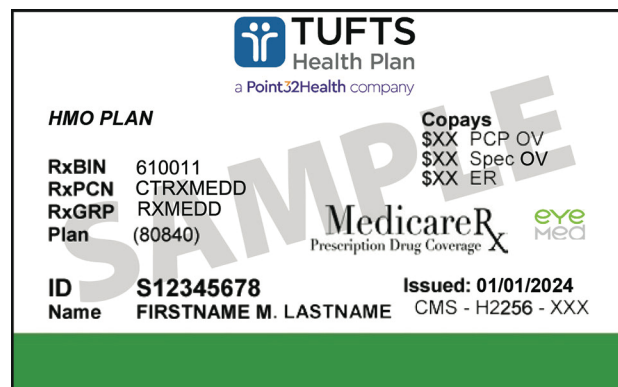 TUFTS
Health Plan
a Point32Health company
HMO PLAN
Copays
$XX PCP OV
$XX Spec OV
$XX ER
RxBIN 610011
RxPCN CTRXMEDD
RxGRP RXMEDD
Plan (80840)
MedicareRx
Prescription Drug Coverage
eye
Med
SAMPLE
ID S12345678
Issued: 01/01/2024
Name FIRSTNAME M. LASTNAME
CMS - H2256 - XXX